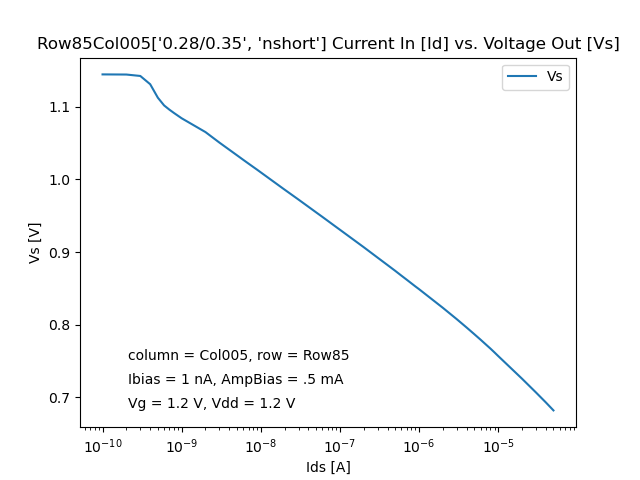 Row85Col005['0.28/0.35', 'nshort'] Current In [Id] vs. Voltage Out [Vs]
Vs
1.1
1.0
0.9
0.8
0.7
Vs [V]
column = Col005, row = Row85
Ibias = 1 nA, AmpBias = .5 mA
Vg = 1.2 V, Vdd = 1.2 V
10⁻¹⁰ 10⁻⁹ 10⁻⁸ 10⁻⁷ 10⁻⁶ 10⁻⁵
Ids [A]